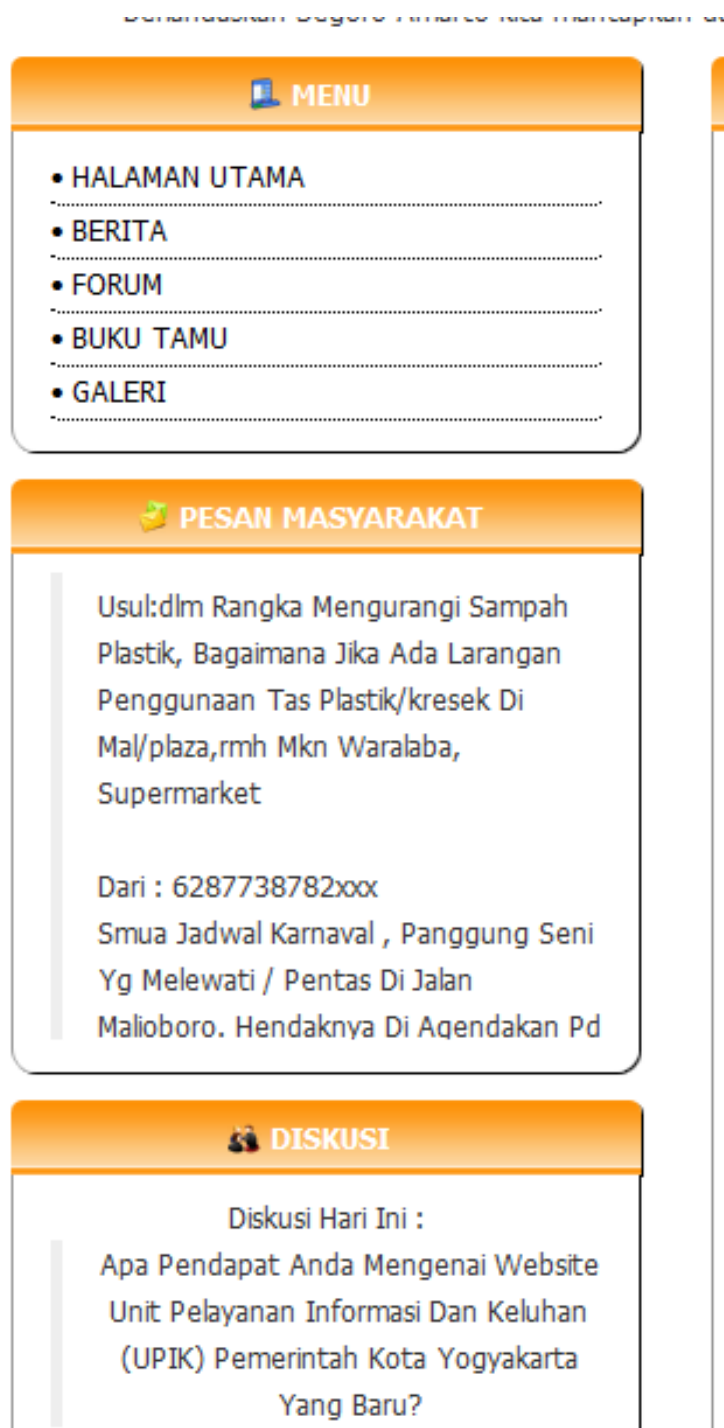 MENU
• HALAMAN UTAMA
• BERITA
• FORUM
• BUKU TAMU
• GALERI
PESAN MASYARAKAT
Usul:dlm Rangka Mengurangi Sampah
Plastik, Bagaimana Jika Ada Larangan
Penggunaan Tas Plastik/kresek Di
Mal/plaza,rmh Mkn Waralaba,
Supermarket
Dari : 6287738782xxx
Smua Jadwal Karnaval , Panggung Seni
Yg Melewati / Pentas Di Jalan
Malioboro. Hendaknya Di Agendakan Pd
DISKUSI
Diskusi Hari Ini :
Apa Pendapat Anda Mengenai Website
Unit Pelayanan Informasi Dan Keluhan
(UPIK) Pemerintah Kota Yogyakarta
Yang Baru?